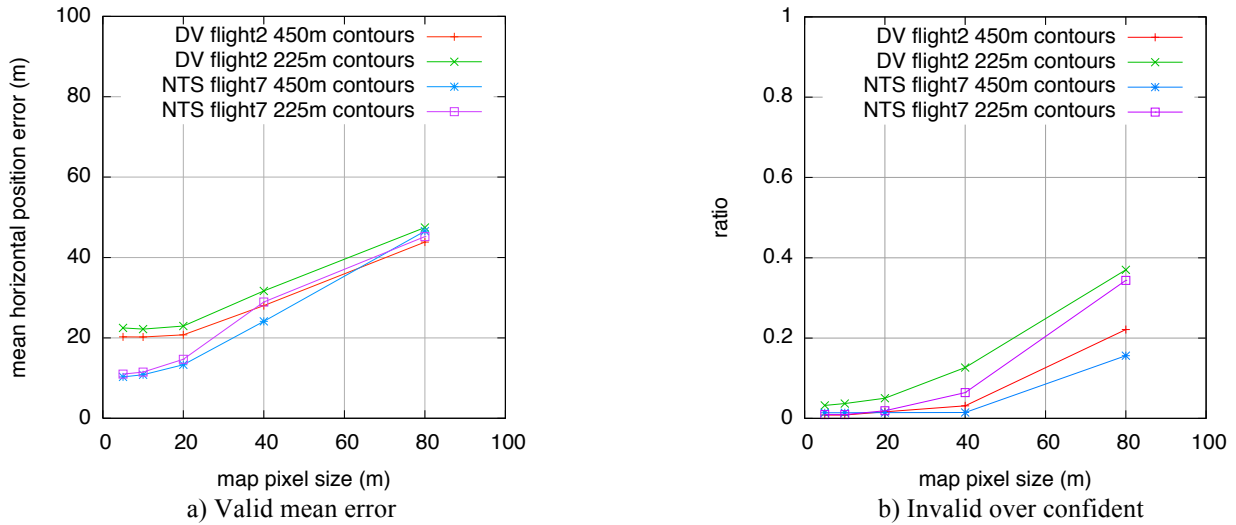 100
80
60
40
20
0
mean horizontal position error (m)
DV flight2 450m contours
DV flight2 225m contours
NTS flight7 450m contours
NTS flight7 225m contours
0 20 40 60 80 100
map pixel size (m)
a) Valid mean error
1
0.8
0.6
0.4
0.2
0
ratio
DV flight2 450m contours
DV flight2 225m contours
NTS flight7 450m contours
NTS flight7 225m contours
0 20 40 60 80 100
map pixel size (m)
b) Invalid over confident